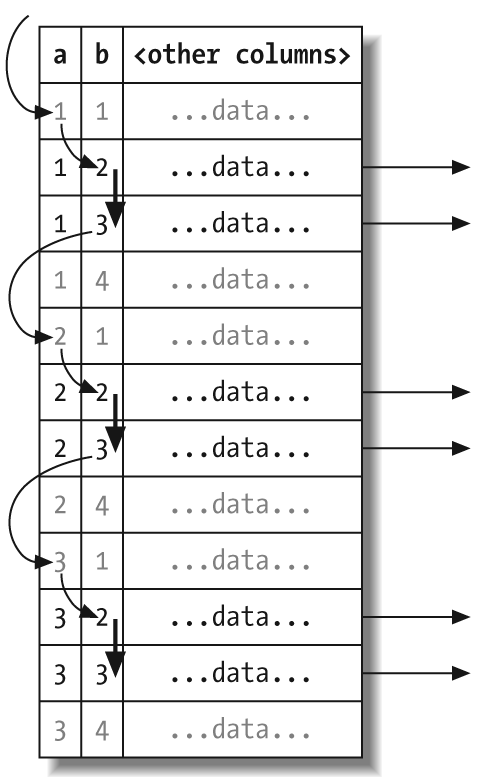 a b <other columns>
1 1 ...data...
1 2 ...data...
1 3 ...data...
1 4 ...data...
2 1 ...data...
2 2 ...data...
2 3 ...data...
2 4 ...data...
3 1 ...data...
3 2 ...data...
3 3 ...data...
3 4 ...data...